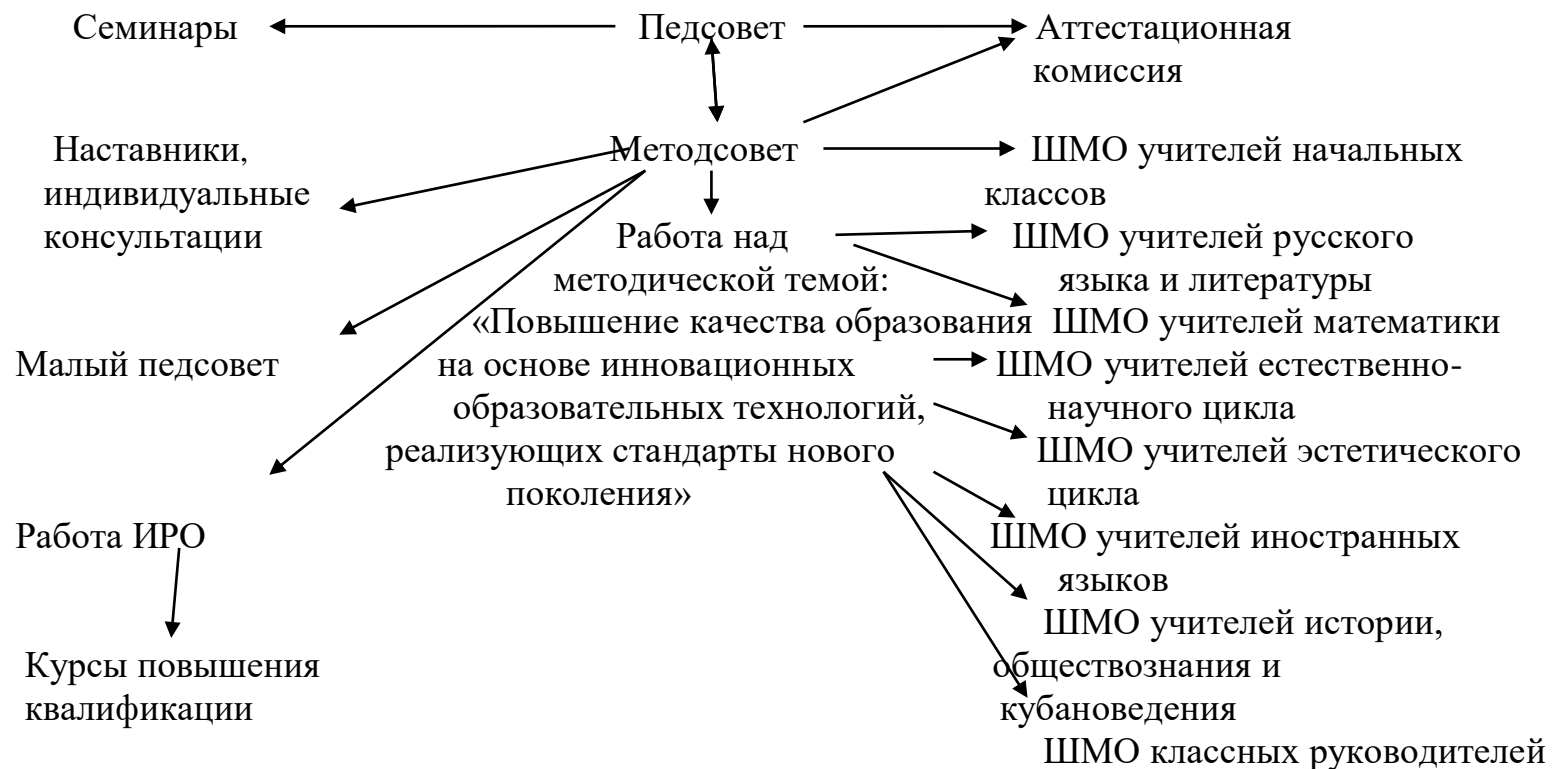 Семинары Педсовет Аттестационная
комиссия
Наставники, Методсовет ШМО учителей начальных
индивидуальные классов
консультации Работа над ШМО учителей русского
методической темой: языка и литературы
«Повышение качества образования ШМО учителей математики
Малый педсовет на основе инновационных ШМО учителей естественно-
образовательных технологий, научного цикла
реализующих стандарты нового ШМО учителей эстетического
поколения» цикла
Работа ИРО ШМО учителей иностранных
языков
ШМО учителей истории,
Курсы повышения обществознания и
квалификации кубановедения
ШМО классных руководителей